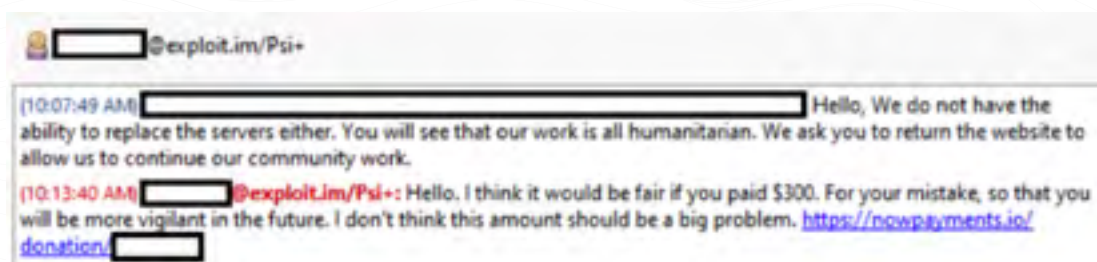 @exploit.im/Psi+
(10:07:49 AM) Hello, We do not have the
ability to replace the servers either. You will see that our work is all humanitarian. We ask you to return the website to
allow us to continue our community work.
(10:13:40 AM) @exploit.im/Psi+: Hello. I think it would be fair if you paid $300. For your mistake, so that you
will be more vigilant in the future. I don't think this amount should be a big problem. https://nowpayments.io/
donation/